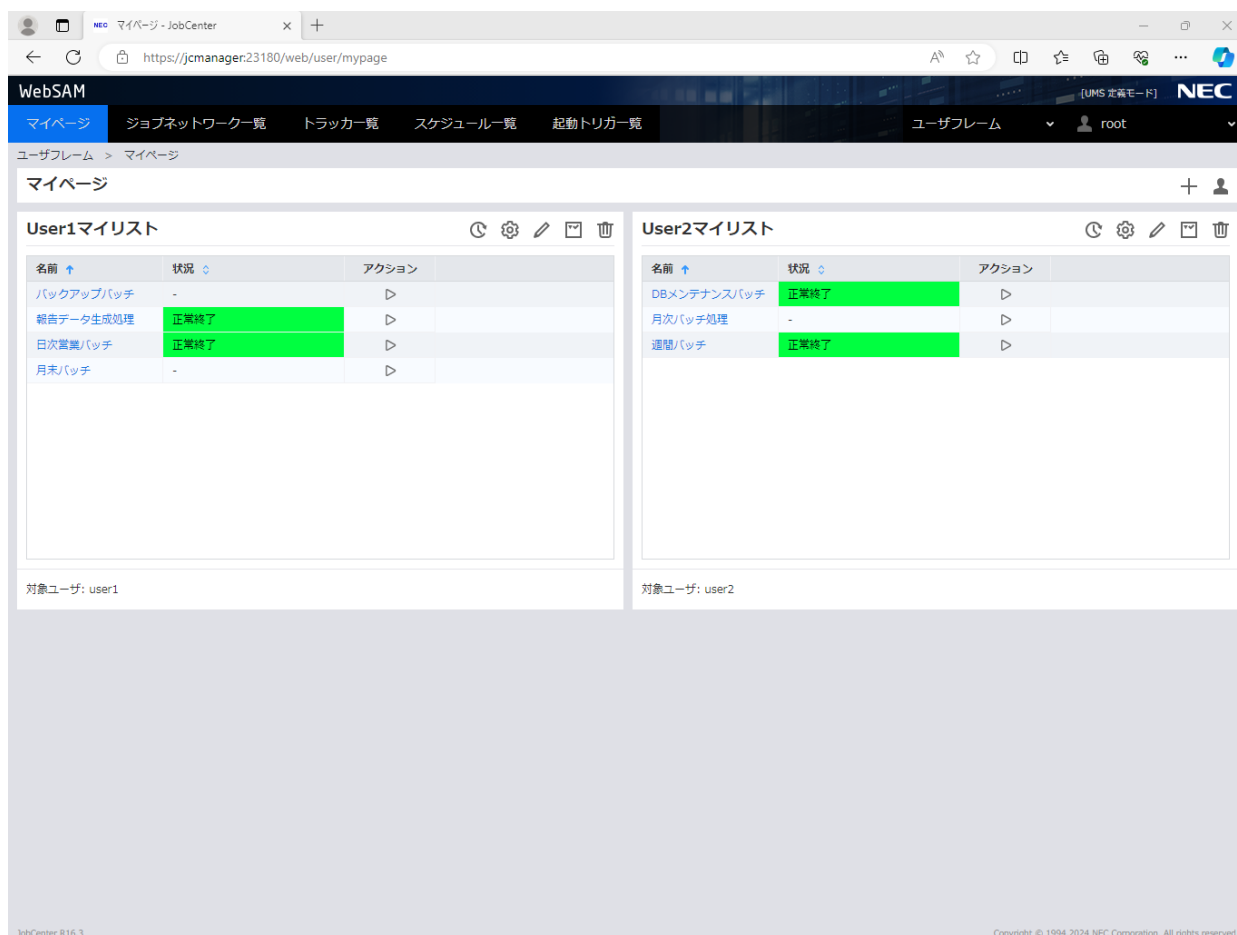 NEC マイページ - JobCenter
https://jcmanager:23180/web/user/mypage
WebSAM
[UMS 定義モード] NEC
マイページ ジョブネットワーク一覧 トラッカ一覧 スケジュール一覧 起動トリガ一覧 ユーザフレーム root
ユーザフレーム > マイページ
マイページ
User1マイリスト
名前 状況 アクション
バックアップバッチ -
報告データ生成処理 正常終了
日次営業バッチ 正常終了
月末バッチ -
対象ユーザ: user1
User2マイリスト
名前 状況 アクション
DBメンテナンスバッチ 正常終了
月次バッチ処理 -
週間バッチ 正常終了
対象ユーザ: user2
JobCenter R16.3
Copyright © 1994-2024 NEC Corporation. All rights reserved.